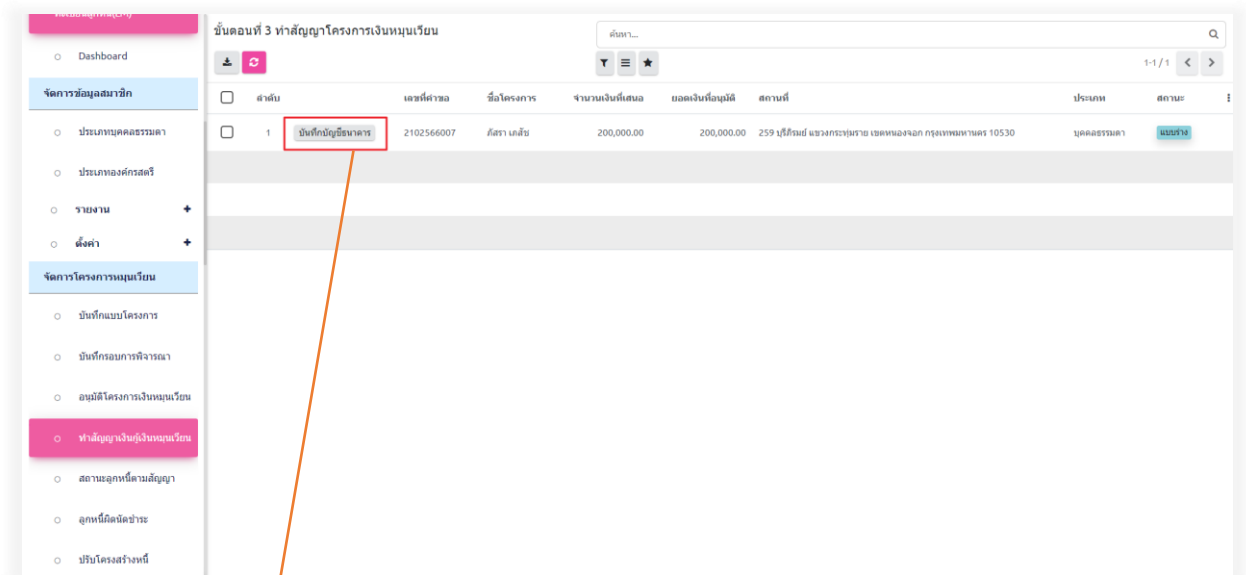 ขั้นตอนที่ 3 ทำสัญญาโครงการเงินหมุนเวียน
ค้นหา...
1-1 / 1
Dashboard
จัดการข้อมูลสมาชิก
ประเภทบุคคลธรรมดา
ประเภทองค์กรสตรี
รายงาน
ตั้งค่า
จัดการโครงการหมุนเวียน
บันทึกแบบโครงการ
บันทึกรอบการพิจารณา
อนุมัติโครงการเงินหมุนเวียน
ทำสัญญาเงินกู้เงินหมุนเวียน
สถานะลูกหนี้ตามสัญญา
ลูกหนี้ผิดนัดชำระ
ปรับโครงสร้างหนี้
ลำดับ เลขที่คำขอ ชื่อโครงการ จำนวนเงินที่เสนอ ยอดเงินที่อนุมัติ สถานที่ ประเภท สถานะ
1 บันทึกบัญชีธนาคาร 2102566007 ภัสรา เภสัช 200,000.00 200,000.00 259 บุรีภิรมย์ แขวงกระทุ่มราย เขตหนองจอก กรุงเทพมหานคร 10530 บุคคลธรรมดา แบบร่าง